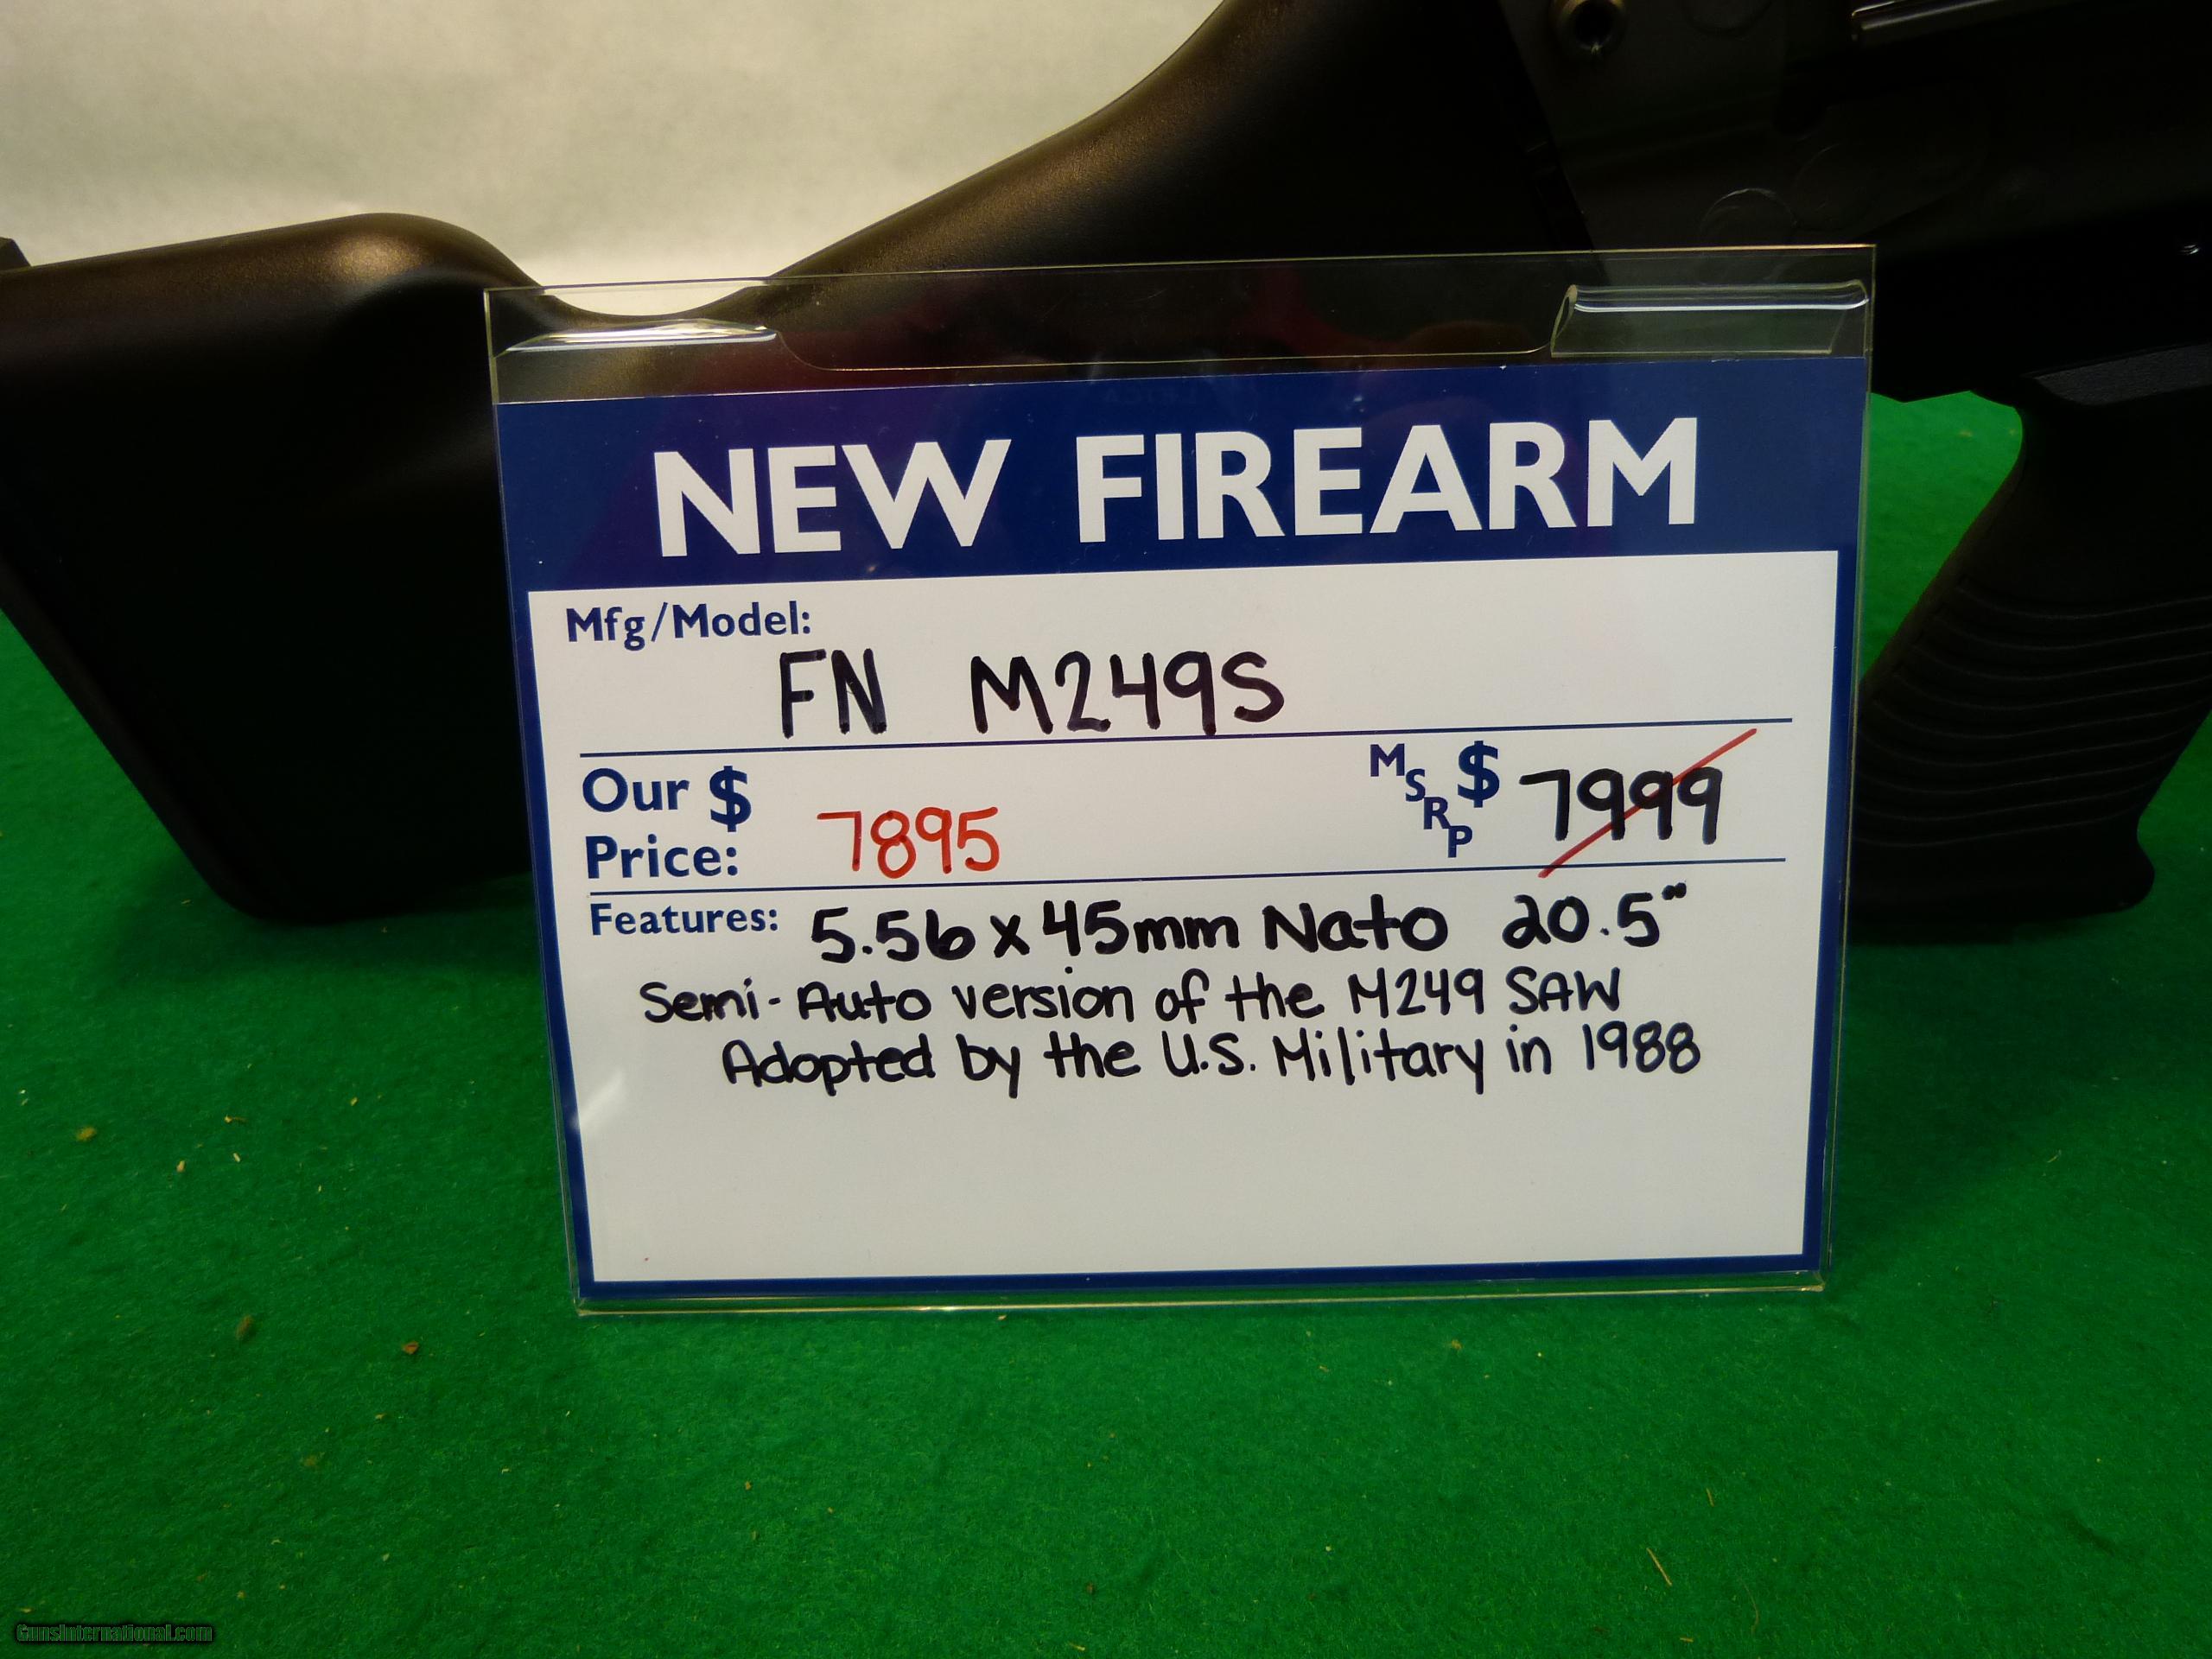 NEW FIREARM
Mfg/Model:
FN M249S
Our $ Price: 7895
MSRP $ 7999
Features: 5.56 x 45mm Nato 20.5"
Semi-Auto version of the M249 SAW
Adopted by the U.S. Military in 1988
GunsInternational.com